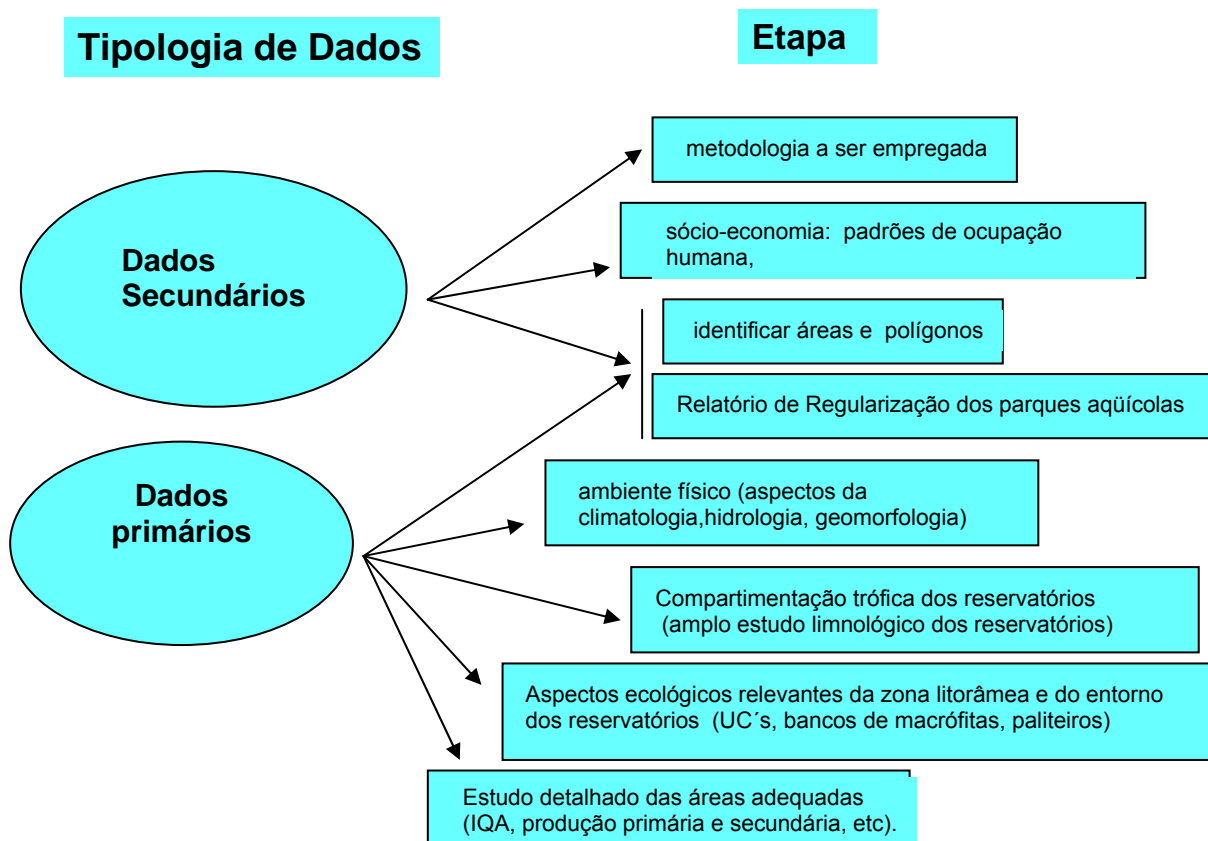 Tipologia de Dados
Etapa
Dados
Secundários
metodologia a ser empregada
sócio-economia: padrões de ocupação
humana,
identificar áreas e polígonos
Relatório de Regularização dos parques aqüícolas
Dados
primários
ambiente físico (aspectos da
climatologia,hidrologia, geomorfologia)
Compartimentação trófica dos reservatórios
(amplo estudo limnológico dos reservatórios)
Aspectos ecológicos relevantes da zona litorâmea e do entorno
dos reservatórios (UC´s, bancos de macrófitas, paliteiros)
Estudo detalhado das áreas adequadas
(IQA, produção primária e secundária, etc).